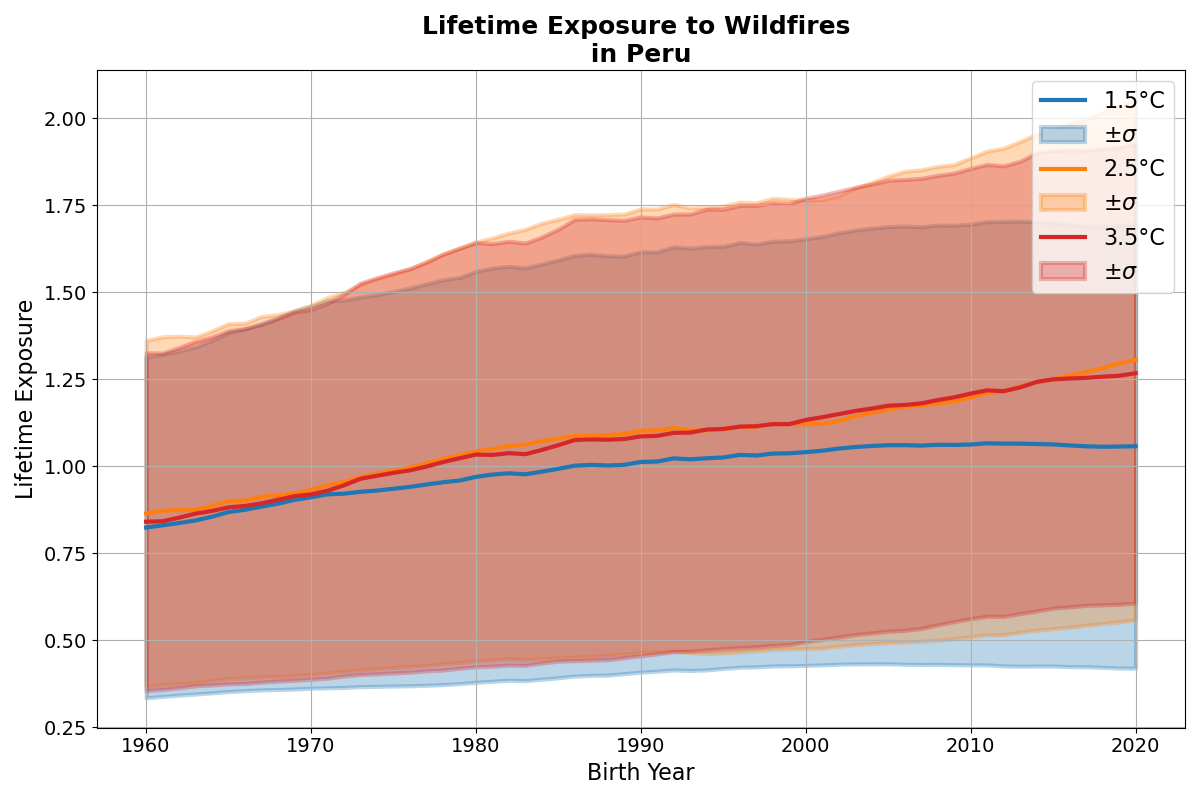 Lifetime Exposure to Wildfires
in Peru
Lifetime Exposure
2.00
1.75
1.50
1.25
1.00
0.75
0.50
0.25
1960
1970
1980
1990
2000
2010
2020
Birth Year
1.5°C
±σ
2.5°C
±σ
3.5°C
±σ